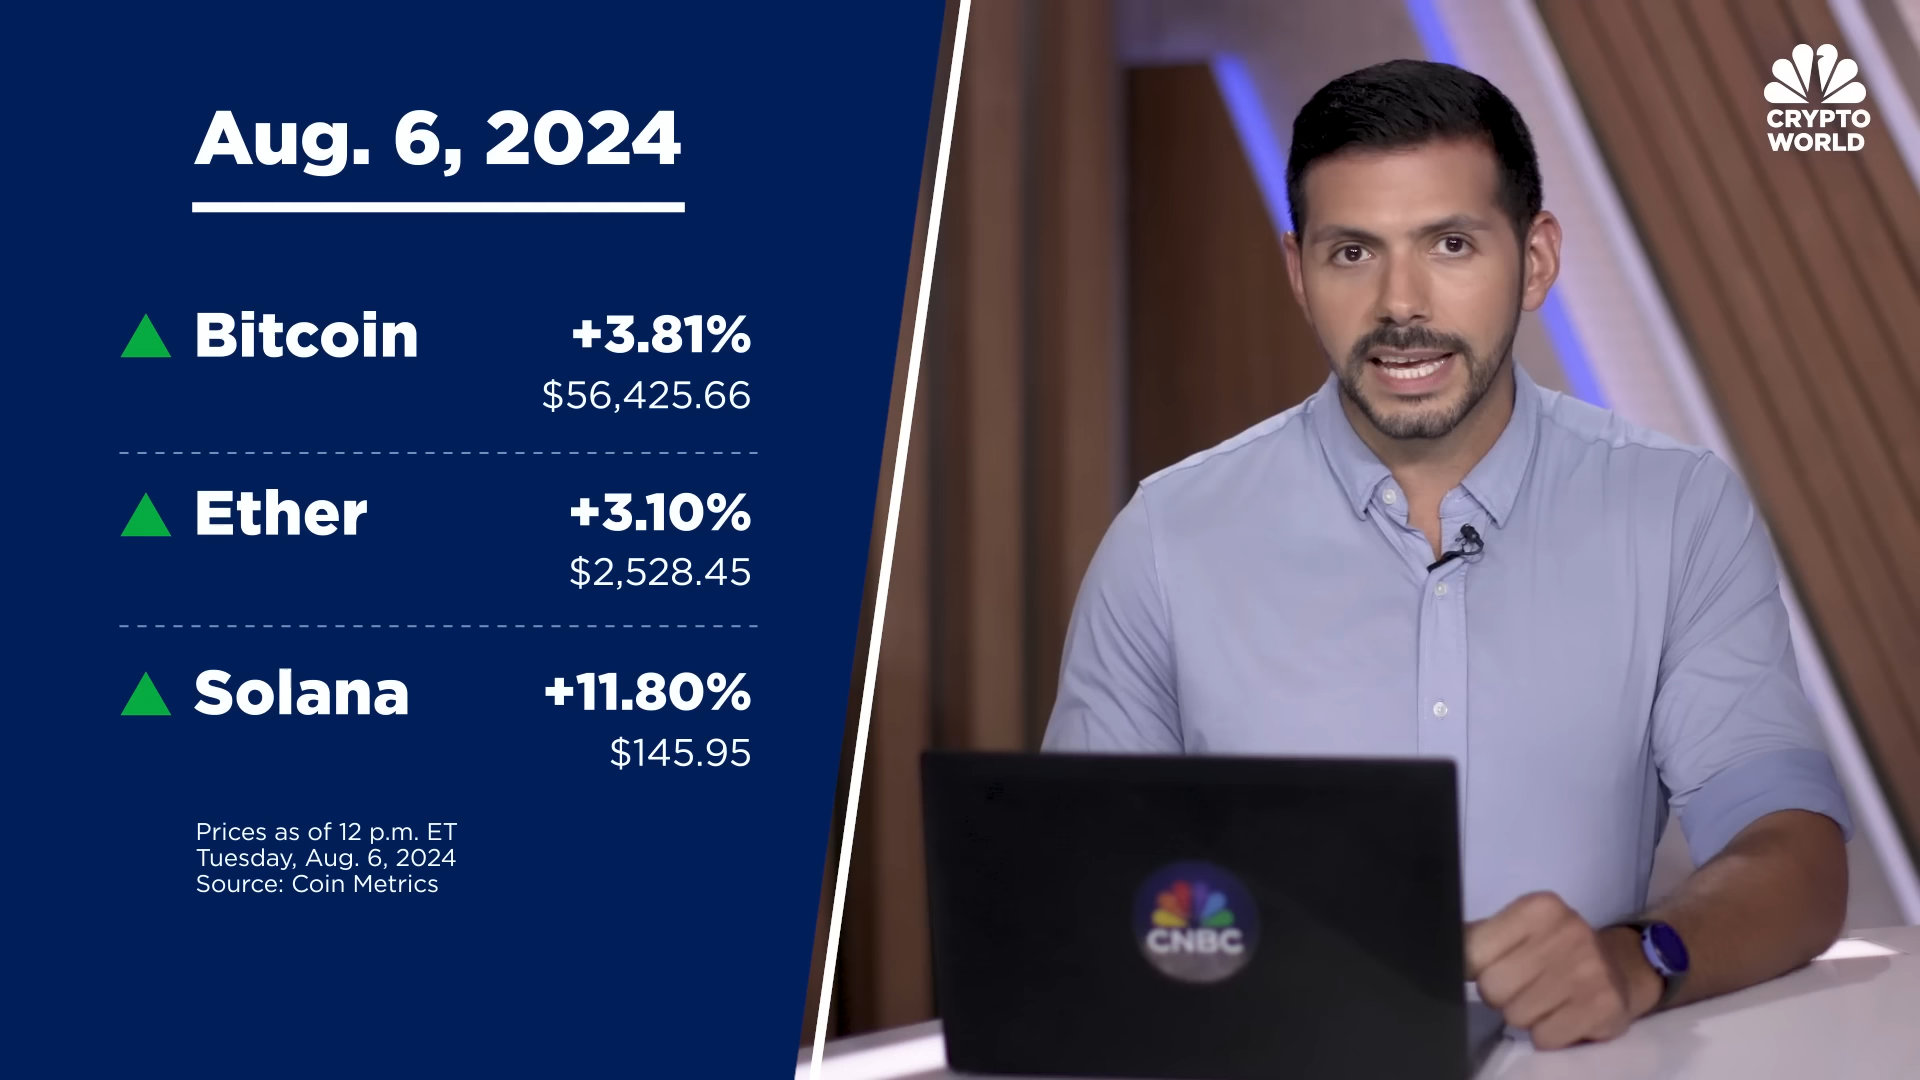 Aug. 6, 2024
Bitcoin +3.81%
$56,425.66
Ether +3.10%
$2,528.45
Solana +11.80%
$145.95
Prices as of 12 p.m. ET
Tuesday, Aug. 6, 2024
Source: Coin Metrics
CRYPTO
WORLD
CNBC